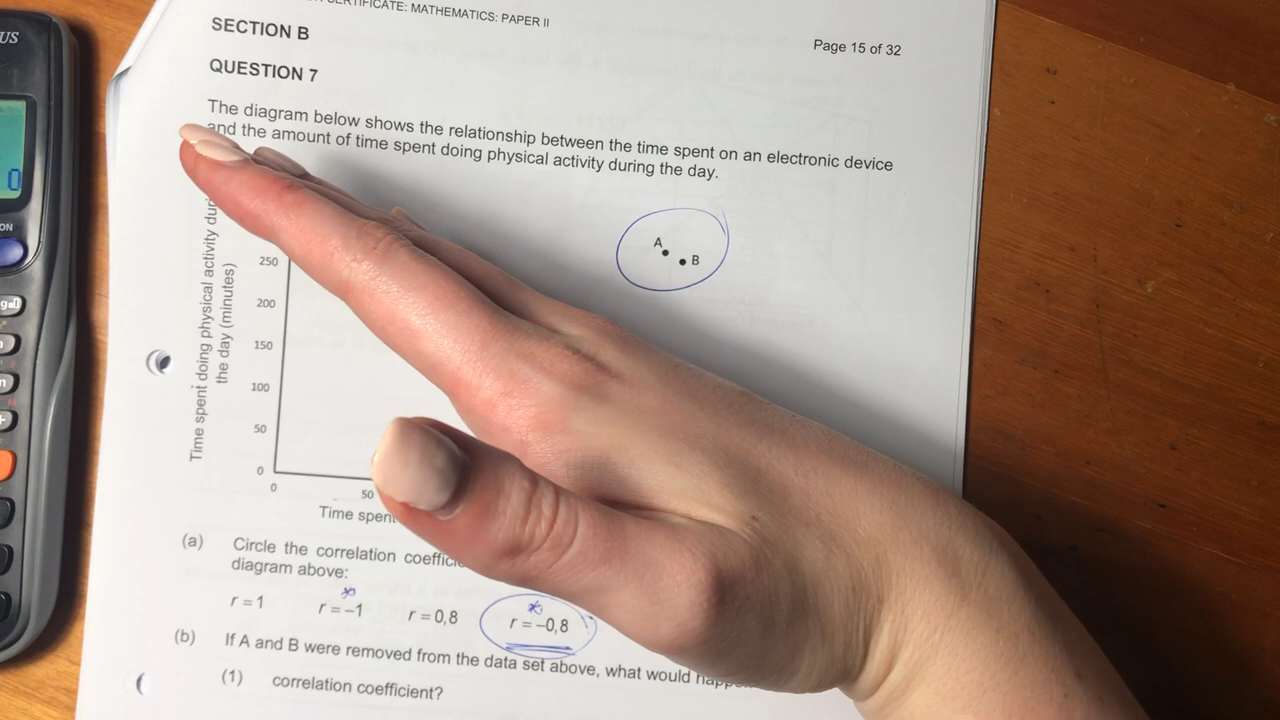 CERTIFICATE: MATHEMATICS: PAPER II
Page 15 of 32
SECTION B
QUESTION 7
The diagram below shows the relationship between the time spent on an electronic device
and the amount of time spent doing physical activity during the day.
A
B
Time spent doing physical activity
the day (minutes)
250
200
150
100
50
0
0
50
Time spent
(a) Circle the correlation
diagram above:
r = 1
r = −1
r = 0,8
r = −0,8
(b) If A and B were removed from the data set above, what would
(1) correlation coefficient?
ON
0